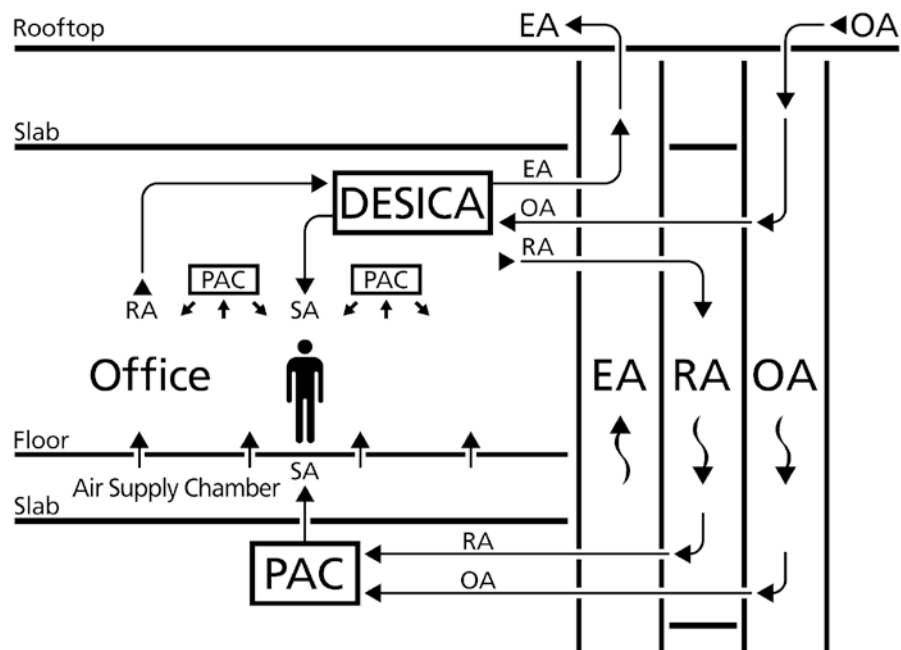 Rooftop
EA
OA
Slab
EA
DESICA
OA
RA
PAC
PAC
RA
SA
Office
EA
RA
OA
Floor
SA
Air Supply Chamber
Slab
RA
PAC
OA